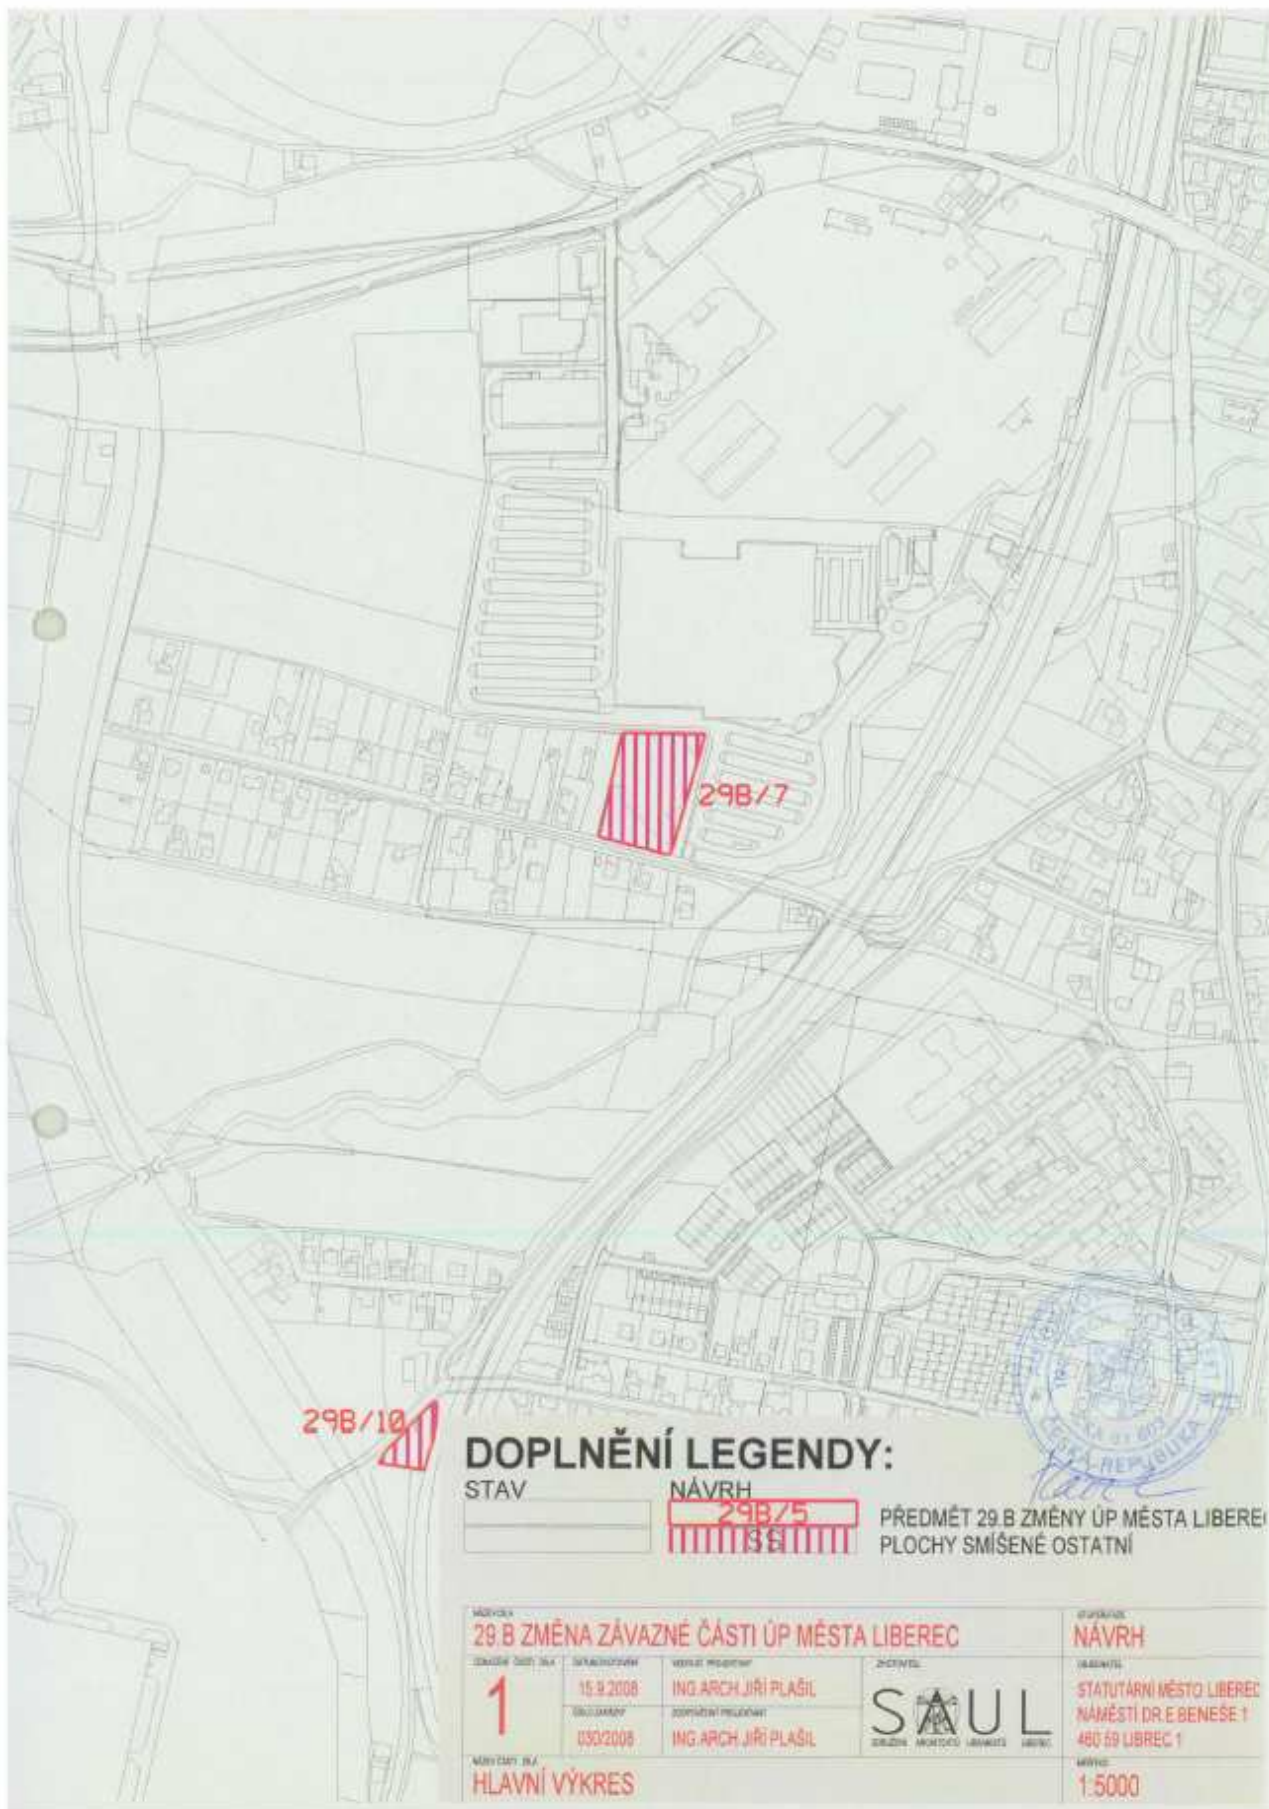 29B/7
29B/10
DOPLNĚNÍ LEGENDY:
STAV
NÁVRH
29B/5
PŘEDMĚT 29.B ZMĚNY ÚP MĚSTA LIBEREC
SS
PLOCHY SMÍŠENÉ OSTATNÍ
29.B ZMĚNA ZÁVAZNÉ ČÁSTI ÚP MĚSTA LIBEREC
NÁVRH
1
15.9.2008
ING.ARCH.JIŘÍ PLAŠIL
030/2008
ING.ARCH.JIŘÍ PLAŠIL
SAUL
STATUTÁRNÍ MĚSTO LIBEREC
NÁMĚSTÍ DR.E.BENEŠE 1
460 59 LIBREC 1
HLAVNÍ VÝKRES
1:5000